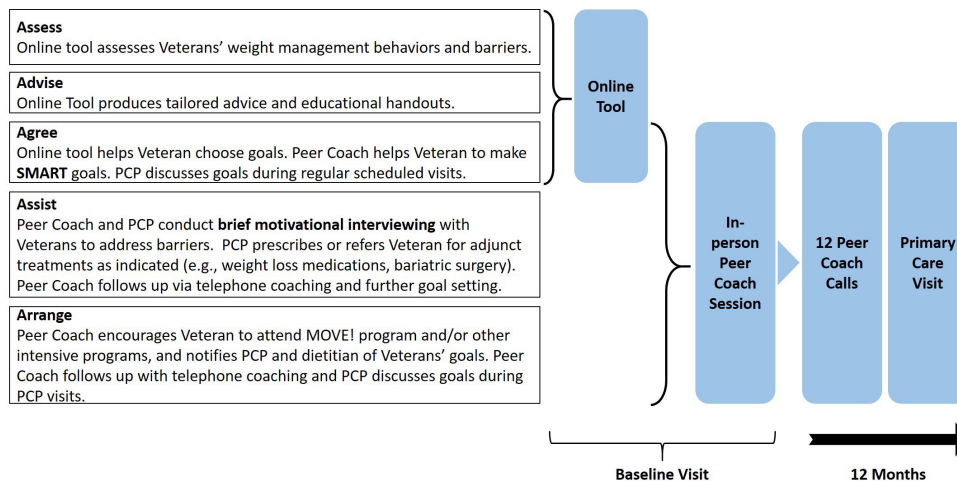 Assess
Online tool assesses Veterans’ weight management behaviors and barriers.
Advise
Online Tool produces tailored advice and educational handouts.
Agree
Online tool helps Veteran choose goals. Peer Coach helps Veteran to make
SMART goals. PCP discusses goals during regular scheduled visits.
Assist
Peer Coach and PCP conduct brief motivational interviewing with
Veterans to address barriers.  PCP prescribes or refers Veteran for adjunct
treatments as indicated (e.g., weight loss medications, bariatric surgery).
Peer Coach follows up via telephone coaching and further goal setting.
Arrange
Peer Coach encourages Veteran to attend MOVE! program and/or other
intensive programs, and notifies PCP and dietitian of Veterans’ goals. Peer
Coach follows up with telephone coaching and PCP discusses goals during
PCP visits.
Online
Tool
In-
person
Peer
Coach
Session
12 Peer
Coach
Calls
Primary
Care
Visit
Baseline Visit
12 Months